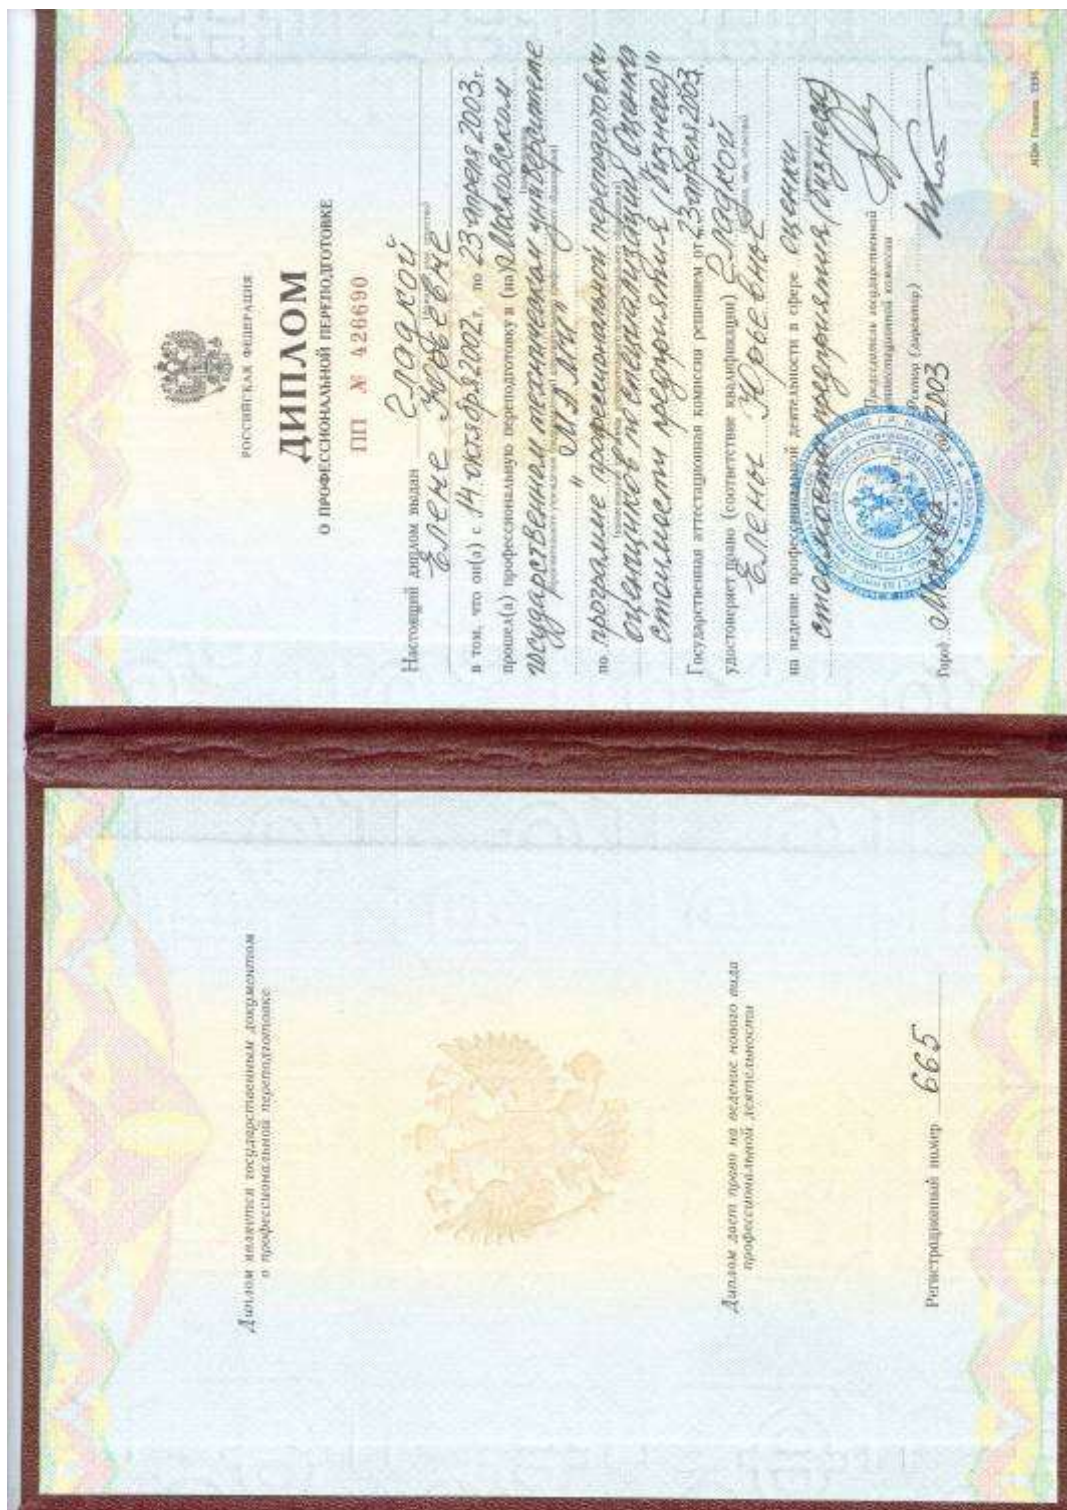 Диплом является государственным документом
о профессиональной переподготовке
Диплом дает право на ведение нового вида
профессиональной деятельности
Регистрационный номер 665
РОССИЙСКАЯ ФЕДЕРАЦИЯ
ДИПЛОМ
О ПРОФЕССИОНАЛЬНОЙ ПЕРЕПОДГОТОВКЕ
ПП № 426690
Настоящий диплом выдан Гладкой
Елене Юрьевне
в том, что он(а) с 14 октября 2002 г. по 23 апреля 2003 г.
прошел(а) профессиональную переподготовку в (на) Московском
государственном техническом университете
"МАМИ"
по программе профессиональной переподготовки
оценщиков по специализации "Оценка
стоимости предприятия (бизнеса)"
Государственная аттестационная комиссия решением от 23 апреля 2003
удостоверяет право (соответствие квалификации) Гладкой
Елены Юрьевны
на ведение профессиональной деятельности в сфере оценки
стоимости предприятия (бизнеса)
Председатель государственной
аттестационной комиссии
Ректор (директор)
Город Москва 2003